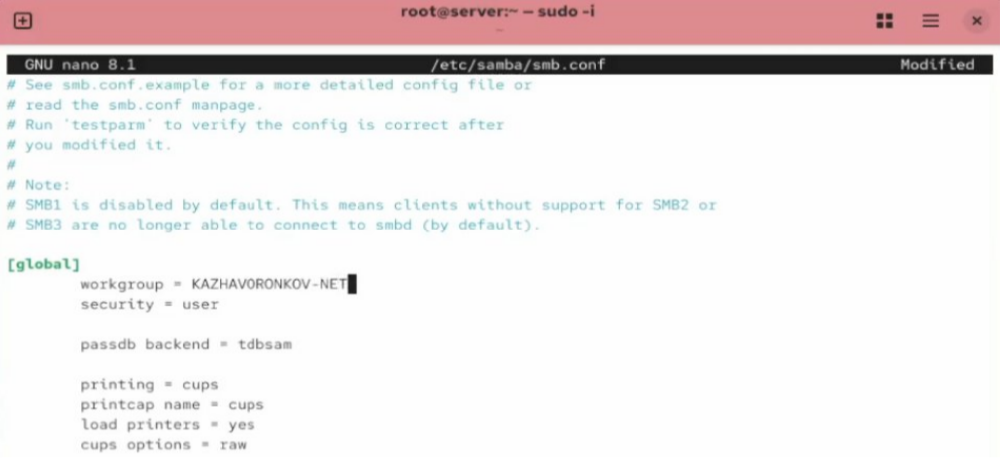 root@server:~ — sudo -i
~
GNU nano 8.1 /etc/samba/smb.conf Modified
# See smb.conf.example for a more detailed config file or
# read the smb.conf manpage.
# Run 'testparm' to verify the config is correct after
# you modified it.
#
# Note:
# SMB1 is disabled by default. This means clients without support for SMB2 or
# SMB3 are no longer able to connect to smbd (by default).
[global]
workgroup = KAZHAVORONKOV-NET
security = user
passdb backend = tdbsam
printing = cups
printcap name = cups
load printers = yes
cups options = raw